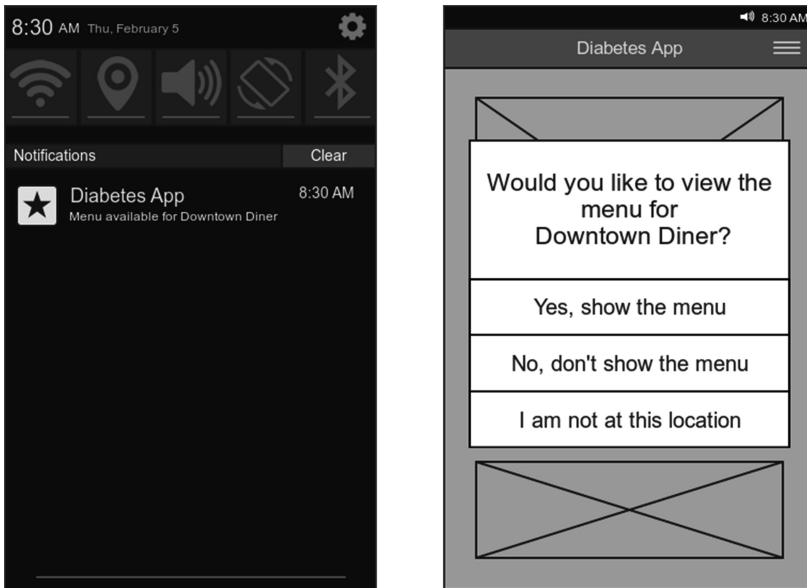 8:30 AM Thu, February 5
Notifications Clear
Diabetes App 8:30 AM
Menu available for Downtown Diner
8:30 AM
Diabetes App
Would you like to view the
menu for
Downtown Diner?
Yes, show the menu
No, don't show the menu
I am not at this location